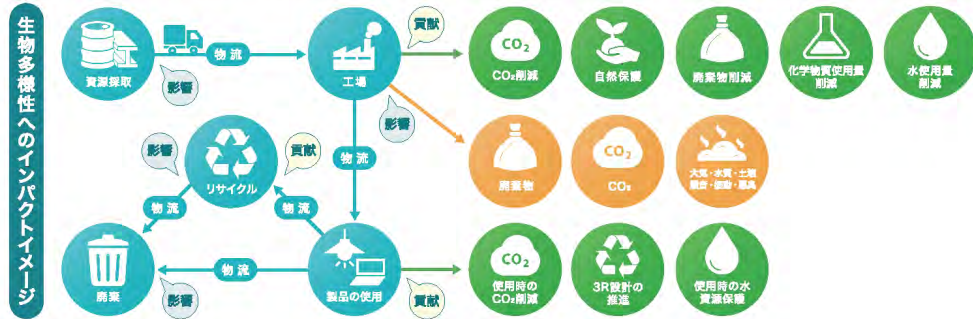 生物多様性へのインパクトイメージ
資源採取
物流
影響
工場
貢献
影響
CO₂
CO₂削減
自然保護
廃棄物削減
化学物質使用量
削減
水使用量
削減
影響
リサイクル
貢献
物流
廃棄物
CO₂
CO₂
大気・水質・土壌
騒音・振動・悪臭
物流
物流
廃棄
影響
物流
製品の使用
貢献
CO₂
使用時の
CO₂削減
3R設計の
推進
使用時の水
資源保護